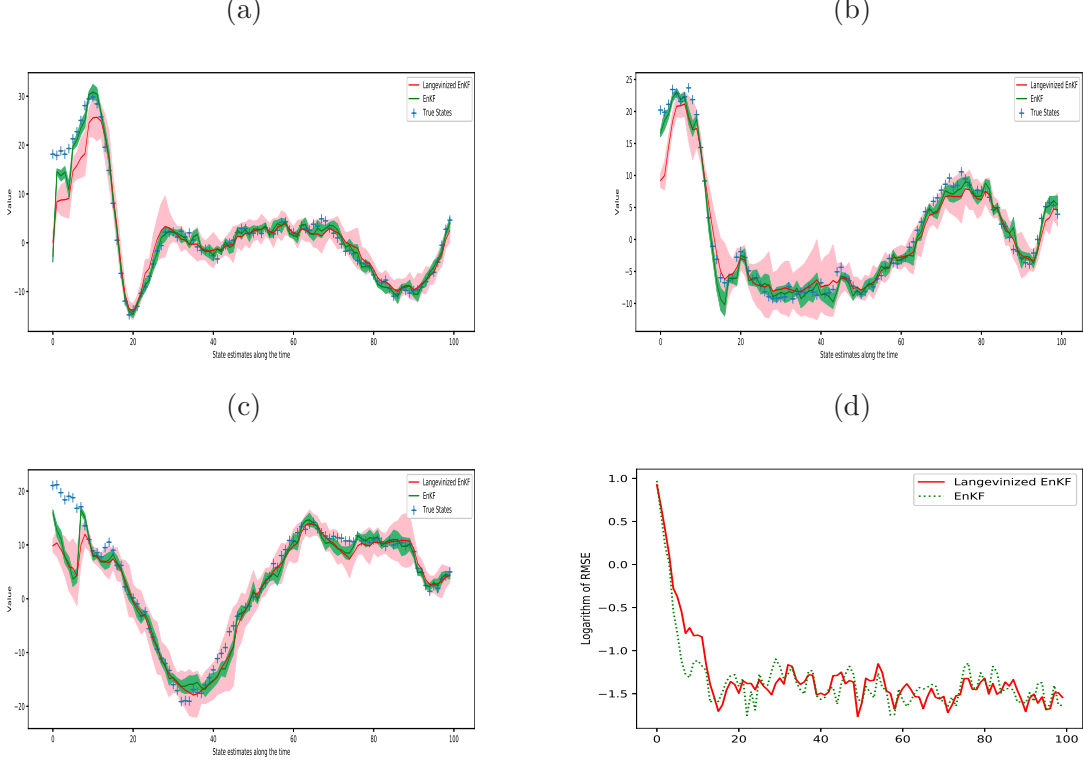 (a)
(b)
30
20
10
0
−10
Value
0
20
40
60
80
100
State estimates along the time
Langevinized EnKF
EnKF
True States
25
20
15
10
5
0
−5
−10
Value
0
20
40
60
80
100
State estimates along the time
Langevinized EnKF
EnKF
True States
(c)
(d)
20
10
0
−10
−20
Value
0
20
40
60
80
100
State estimates along the time
Langevinized EnKF
EnKF
True States
1.0
0.5
0.0
−0.5
−1.0
−1.5
Logarithm of RMSE
0
20
40
60
80
100
Langevinized EnKF
EnKF